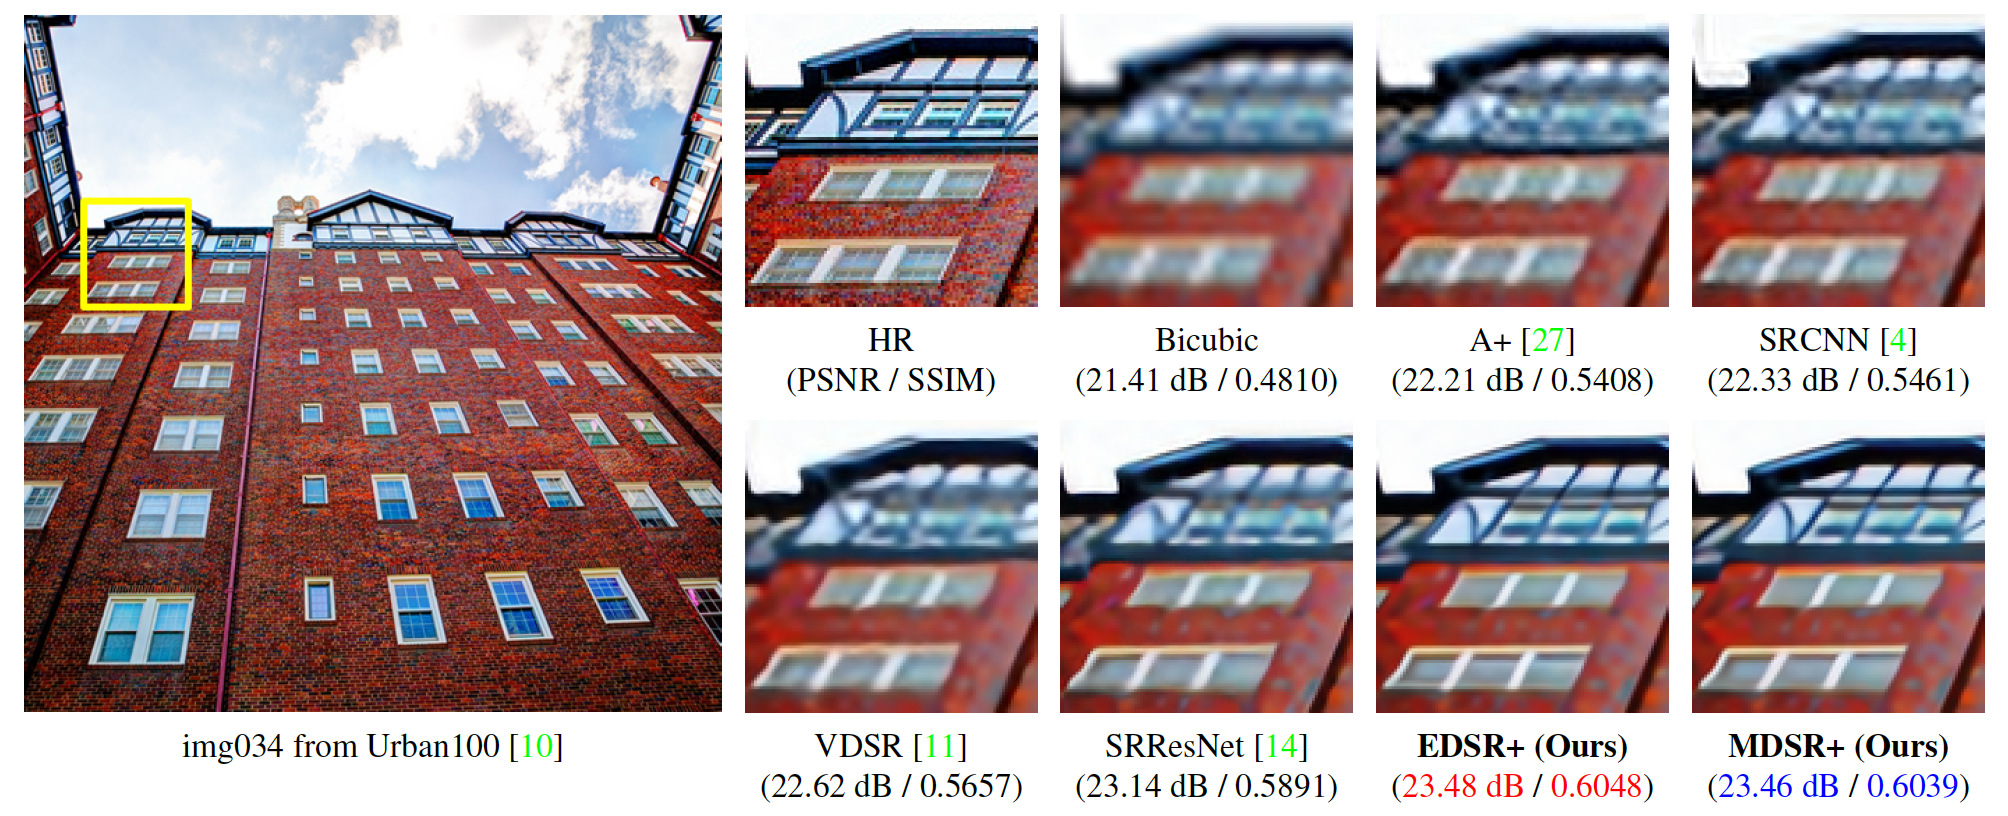 HR
(PSNR / SSIM)
Bicubic
(21.41 dB / 0.4810)
A+ [27]
(22.21 dB / 0.5408)
SRCNN [4]
(22.33 dB / 0.5461)
img034 from Urban100 [10]
VDSR [11]
(22.62 dB / 0.5657)
SRResNet [14]
(23.14 dB / 0.5891)
EDSR+ (Ours)
(23.48 dB / 0.6048)
MDSR+ (Ours)
(23.46 dB / 0.6039)